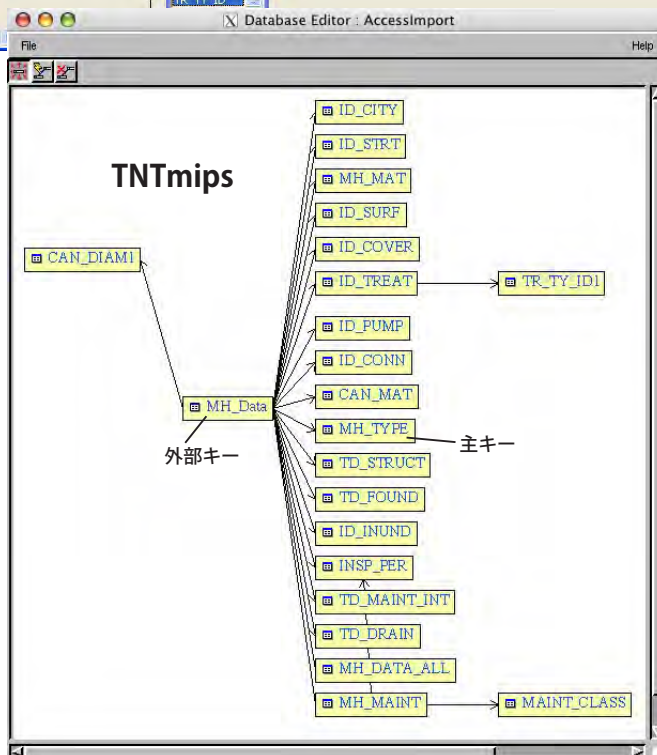 TR_TY_ID
Database Editor : AccessImport
File
Help
TNTmips
ID_CITY
ID_STRT
MH_MAT
ID_SURF
ID_COVER
CAN_DIAM1
ID_TREAT
TR_TY_ID1
ID_PUMP
ID_CONN
CAN_MAT
MH_Data
MH_TYPE
外部キー
主キー
TD_STRUCT
TD_FOUND
ID_INUND
INSP_PER
TD_MAINT_INT
TD_DRAIN
MH_DATA_ALL
MH_MAINT
MAINT_CLASS